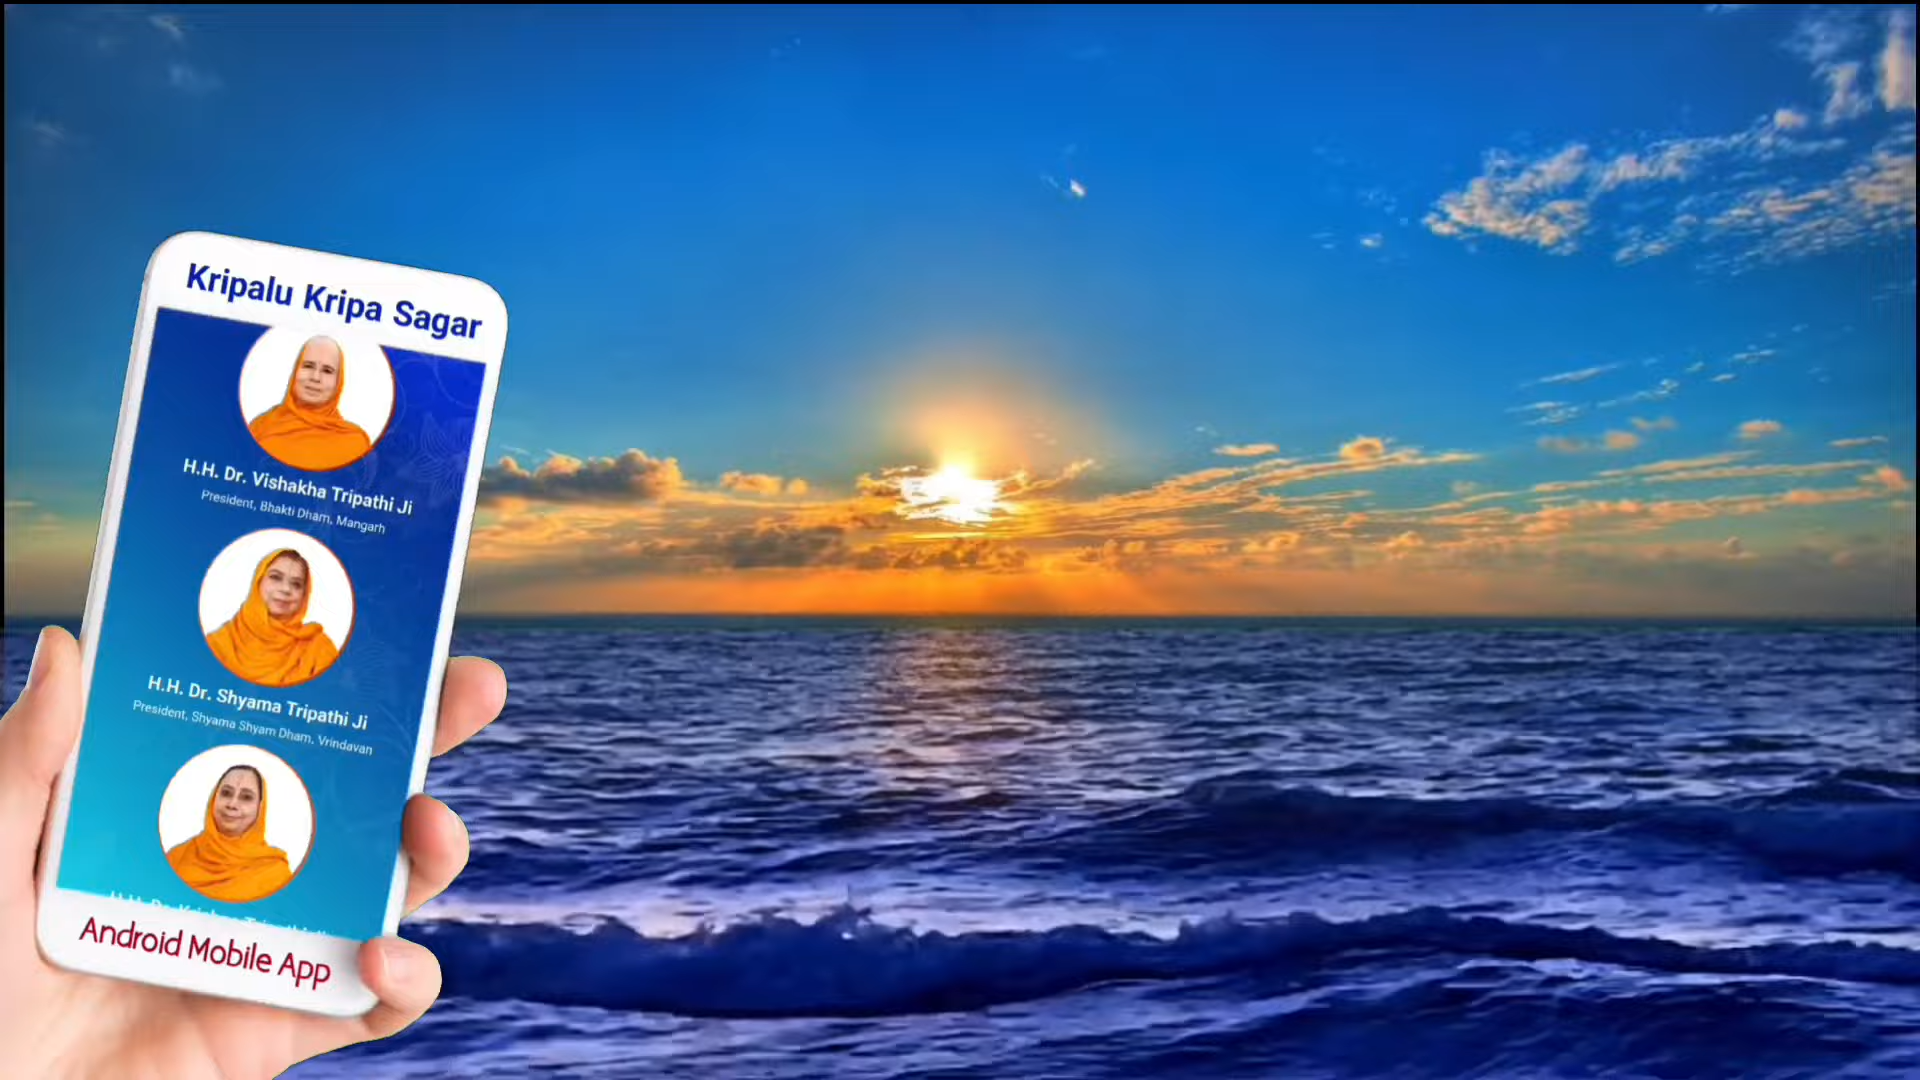 Kripalu Kripa Sagar
H.H. Dr. Vishakha Tripathi Ji
President, Bhakti Dham, Mangarh
H.H. Dr. Shyama Tripathi Ji
President, Shyama Shyam Dham, Vrindavan
Android Mobile App